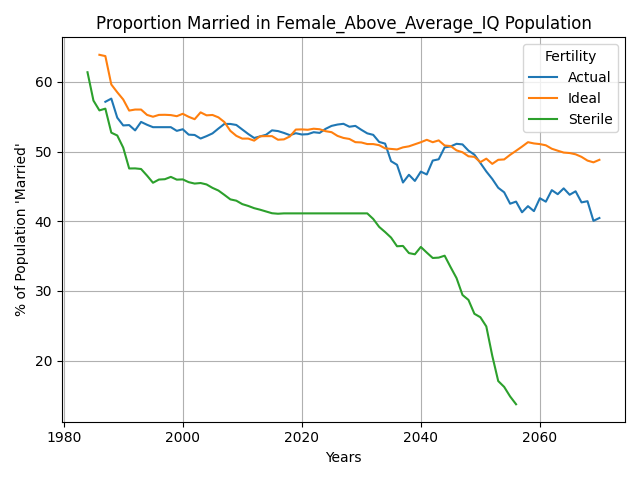 Proportion Married in Female_Above_Average_IQ Population
% of Population 'Married'
60
50
40
30
20
Fertility
Actual
Ideal
Sterile
1980
2000
2020
2040
2060
Years